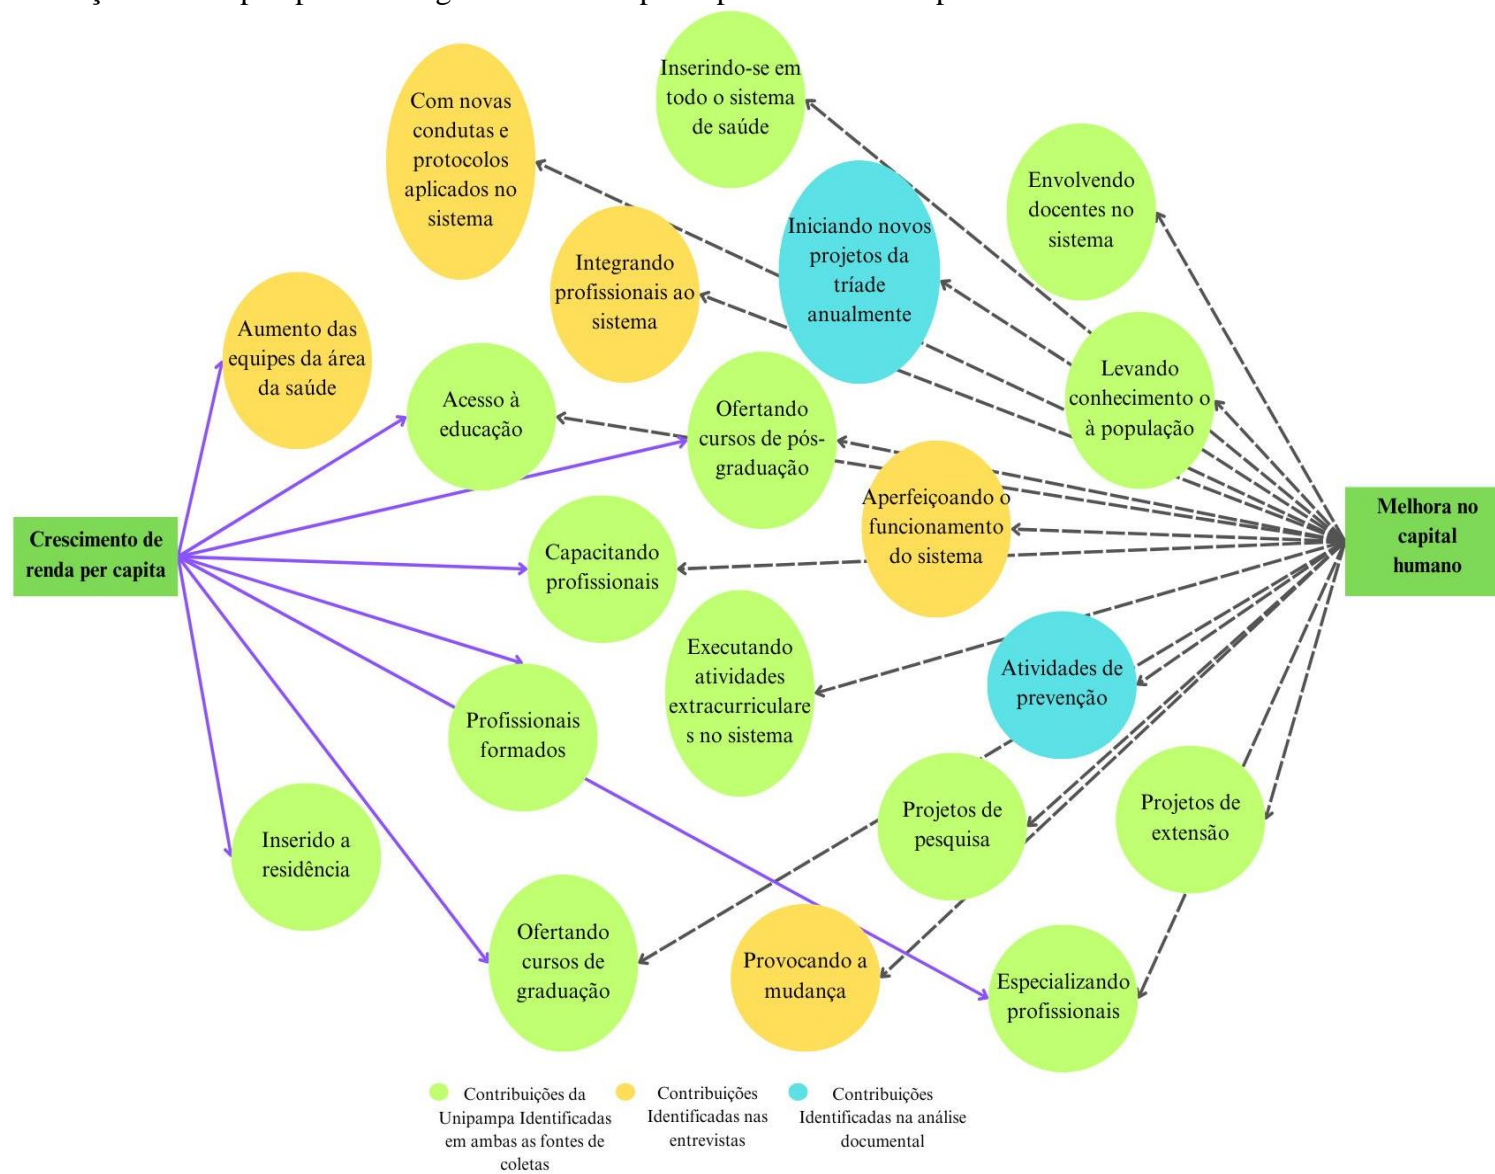 Inserindo-se em
todo o sistema
de saúde
Com novas
condutas e
protocolos
aplicados no
sistema
Envolvendo
docentes no
sistema
Iniciando novos
projetos da
tríade
anualmente
Integrando
profissionais ao
sistema
Aumento das
equipes da área
da saúde
Levando
conhecimento o
à população
Acesso à
educação
Ofertando
cursos de pós-
graduação
Aperfeiçoando o
funcionamento
do sistema
Melhora no
capital
humano
Crescimento de
renda per capita
Capacitando
profissionais
Executando
atividades
extracurriculare
s no sistema
Atividades de
prevenção
Profissionais
formados
Projetos de
pesquisa
Projetos de
extensão
Inserido a
residência
Ofertando
cursos de
graduação
Provocando a
mudança
Especializando
profissionais
Contribuições da
Unipampa Identificadas
em ambas as fontes de
coletas
Contribuições
Identificadas nas
entrevistas
Contribuições
Identificadas na análise
documental